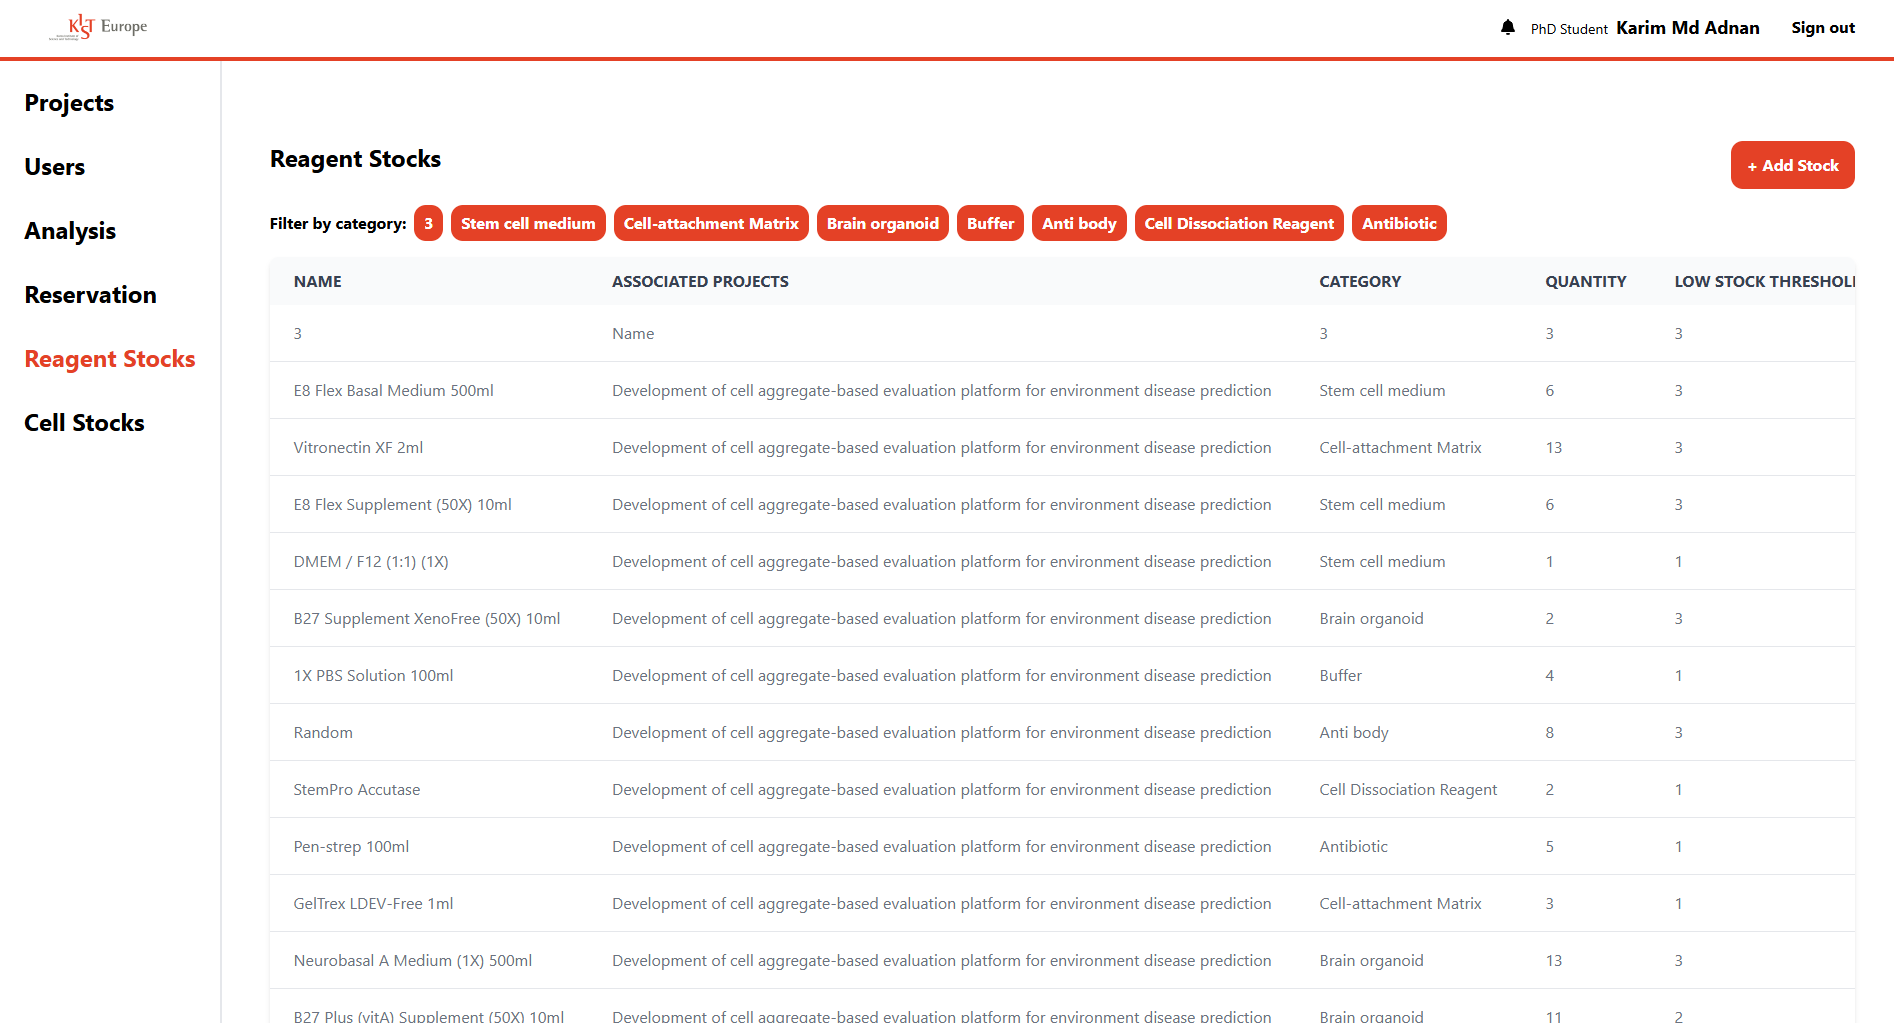 KIST Europe
PhD Student Karim Md Adnan Sign out
Projects
Users
Analysis
Reservation
Reagent Stocks
Cell Stocks
Reagent Stocks
+ Add Stock
Filter by category: 3 Stem cell medium Cell-attachment Matrix Brain organoid Buffer Anti body Cell Dissociation Reagent Antibiotic
NAME ASSOCIATED PROJECTS CATEGORY QUANTITY LOW STOCK THRESHOL
3 Name 3 3 3
E8 Flex Basal Medium 500ml Development of cell aggregate-based evaluation platform for environment disease prediction Stem cell medium 6 3
Vitronectin XF 2ml Development of cell aggregate-based evaluation platform for environment disease prediction Cell-attachment Matrix 13 3
E8 Flex Supplement (50X) 10ml Development of cell aggregate-based evaluation platform for environment disease prediction Stem cell medium 6 3
DMEM / F12 (1:1) (1X) Development of cell aggregate-based evaluation platform for environment disease prediction Stem cell medium 1 1
B27 Supplement XenoFree (50X) 10ml Development of cell aggregate-based evaluation platform for environment disease prediction Brain organoid 2 3
1X PBS Solution 100ml Development of cell aggregate-based evaluation platform for environment disease prediction Buffer 4 1
Random Development of cell aggregate-based evaluation platform for environment disease prediction Anti body 8 3
StemPro Accutase Development of cell aggregate-based evaluation platform for environment disease prediction Cell Dissociation Reagent 2 1
Pen-strep 100ml Development of cell aggregate-based evaluation platform for environment disease prediction Antibiotic 5 1
GelTrex LDEV-Free 1ml Development of cell aggregate-based evaluation platform for environment disease prediction Cell-attachment Matrix 3 1
Neurobasal A Medium (1X) 500ml Development of cell aggregate-based evaluation platform for environment disease prediction Brain organoid 13 3
B27 Plus (vitA) Supplement (50X) 10ml Development of cell aggregate-based evaluation platform for environment disease prediction Brain organoid 11 2